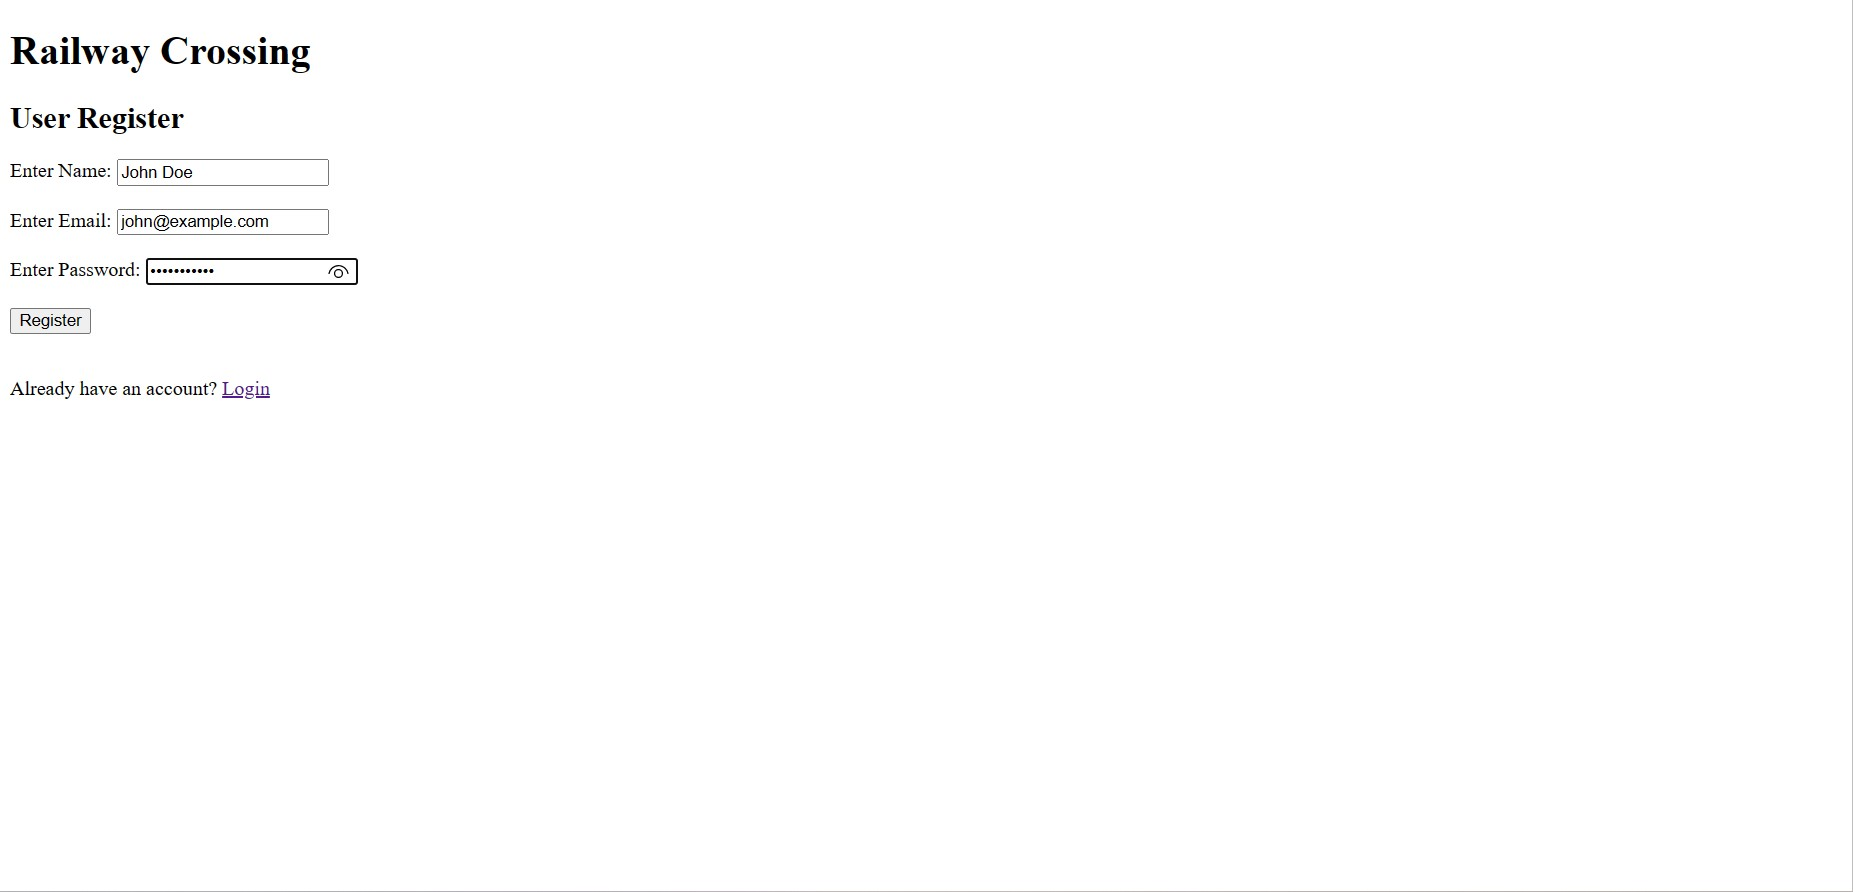 Railway Crossing
User Register
Enter Name: John Doe
Enter Email: john@example.com
Enter Password: •••••••••••
Register
Already have an account? Login